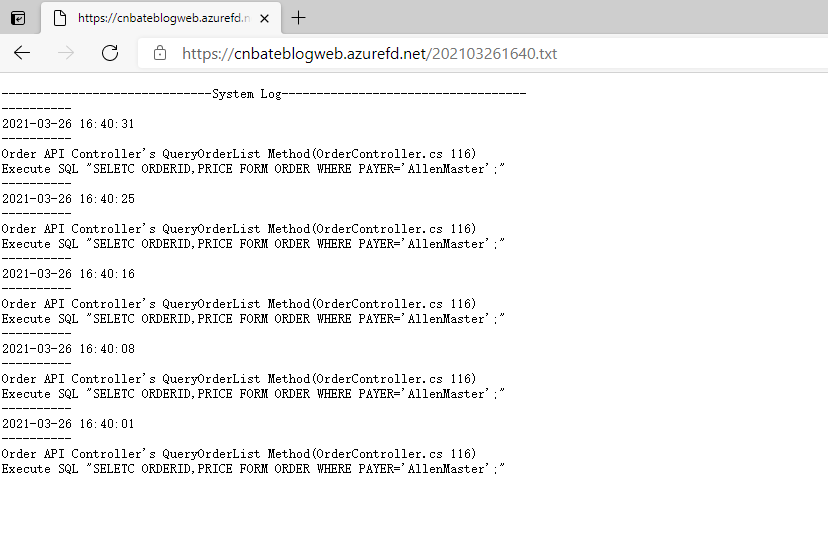 https://cnbateblogweb.azurefd.n
https://cnbateblogweb.azurefd.net/202103261640.txt
------------------------------System Log-----------------------------------
----------
2021-03-26 16:40:31
----------
Order API Controller's QueryOrderList Method(OrderController.cs 116)
Execute SQL "SELETC ORDERID,PRICE FORM ORDER WHERE PAYER='AllenMaster';"
----------
2021-03-26 16:40:25
----------
Order API Controller's QueryOrderList Method(OrderController.cs 116)
Execute SQL "SELETC ORDERID,PRICE FORM ORDER WHERE PAYER='AllenMaster';"
----------
2021-03-26 16:40:16
----------
Order API Controller's QueryOrderList Method(OrderController.cs 116)
Execute SQL "SELETC ORDERID,PRICE FORM ORDER WHERE PAYER='AllenMaster';"
----------
2021-03-26 16:40:08
----------
Order API Controller's QueryOrderList Method(OrderController.cs 116)
Execute SQL "SELETC ORDERID,PRICE FORM ORDER WHERE PAYER='AllenMaster';"
----------
2021-03-26 16:40:01
----------
Order API Controller's QueryOrderList Method(OrderController.cs 116)
Execute SQL "SELETC ORDERID,PRICE FORM ORDER WHERE PAYER='AllenMaster';"